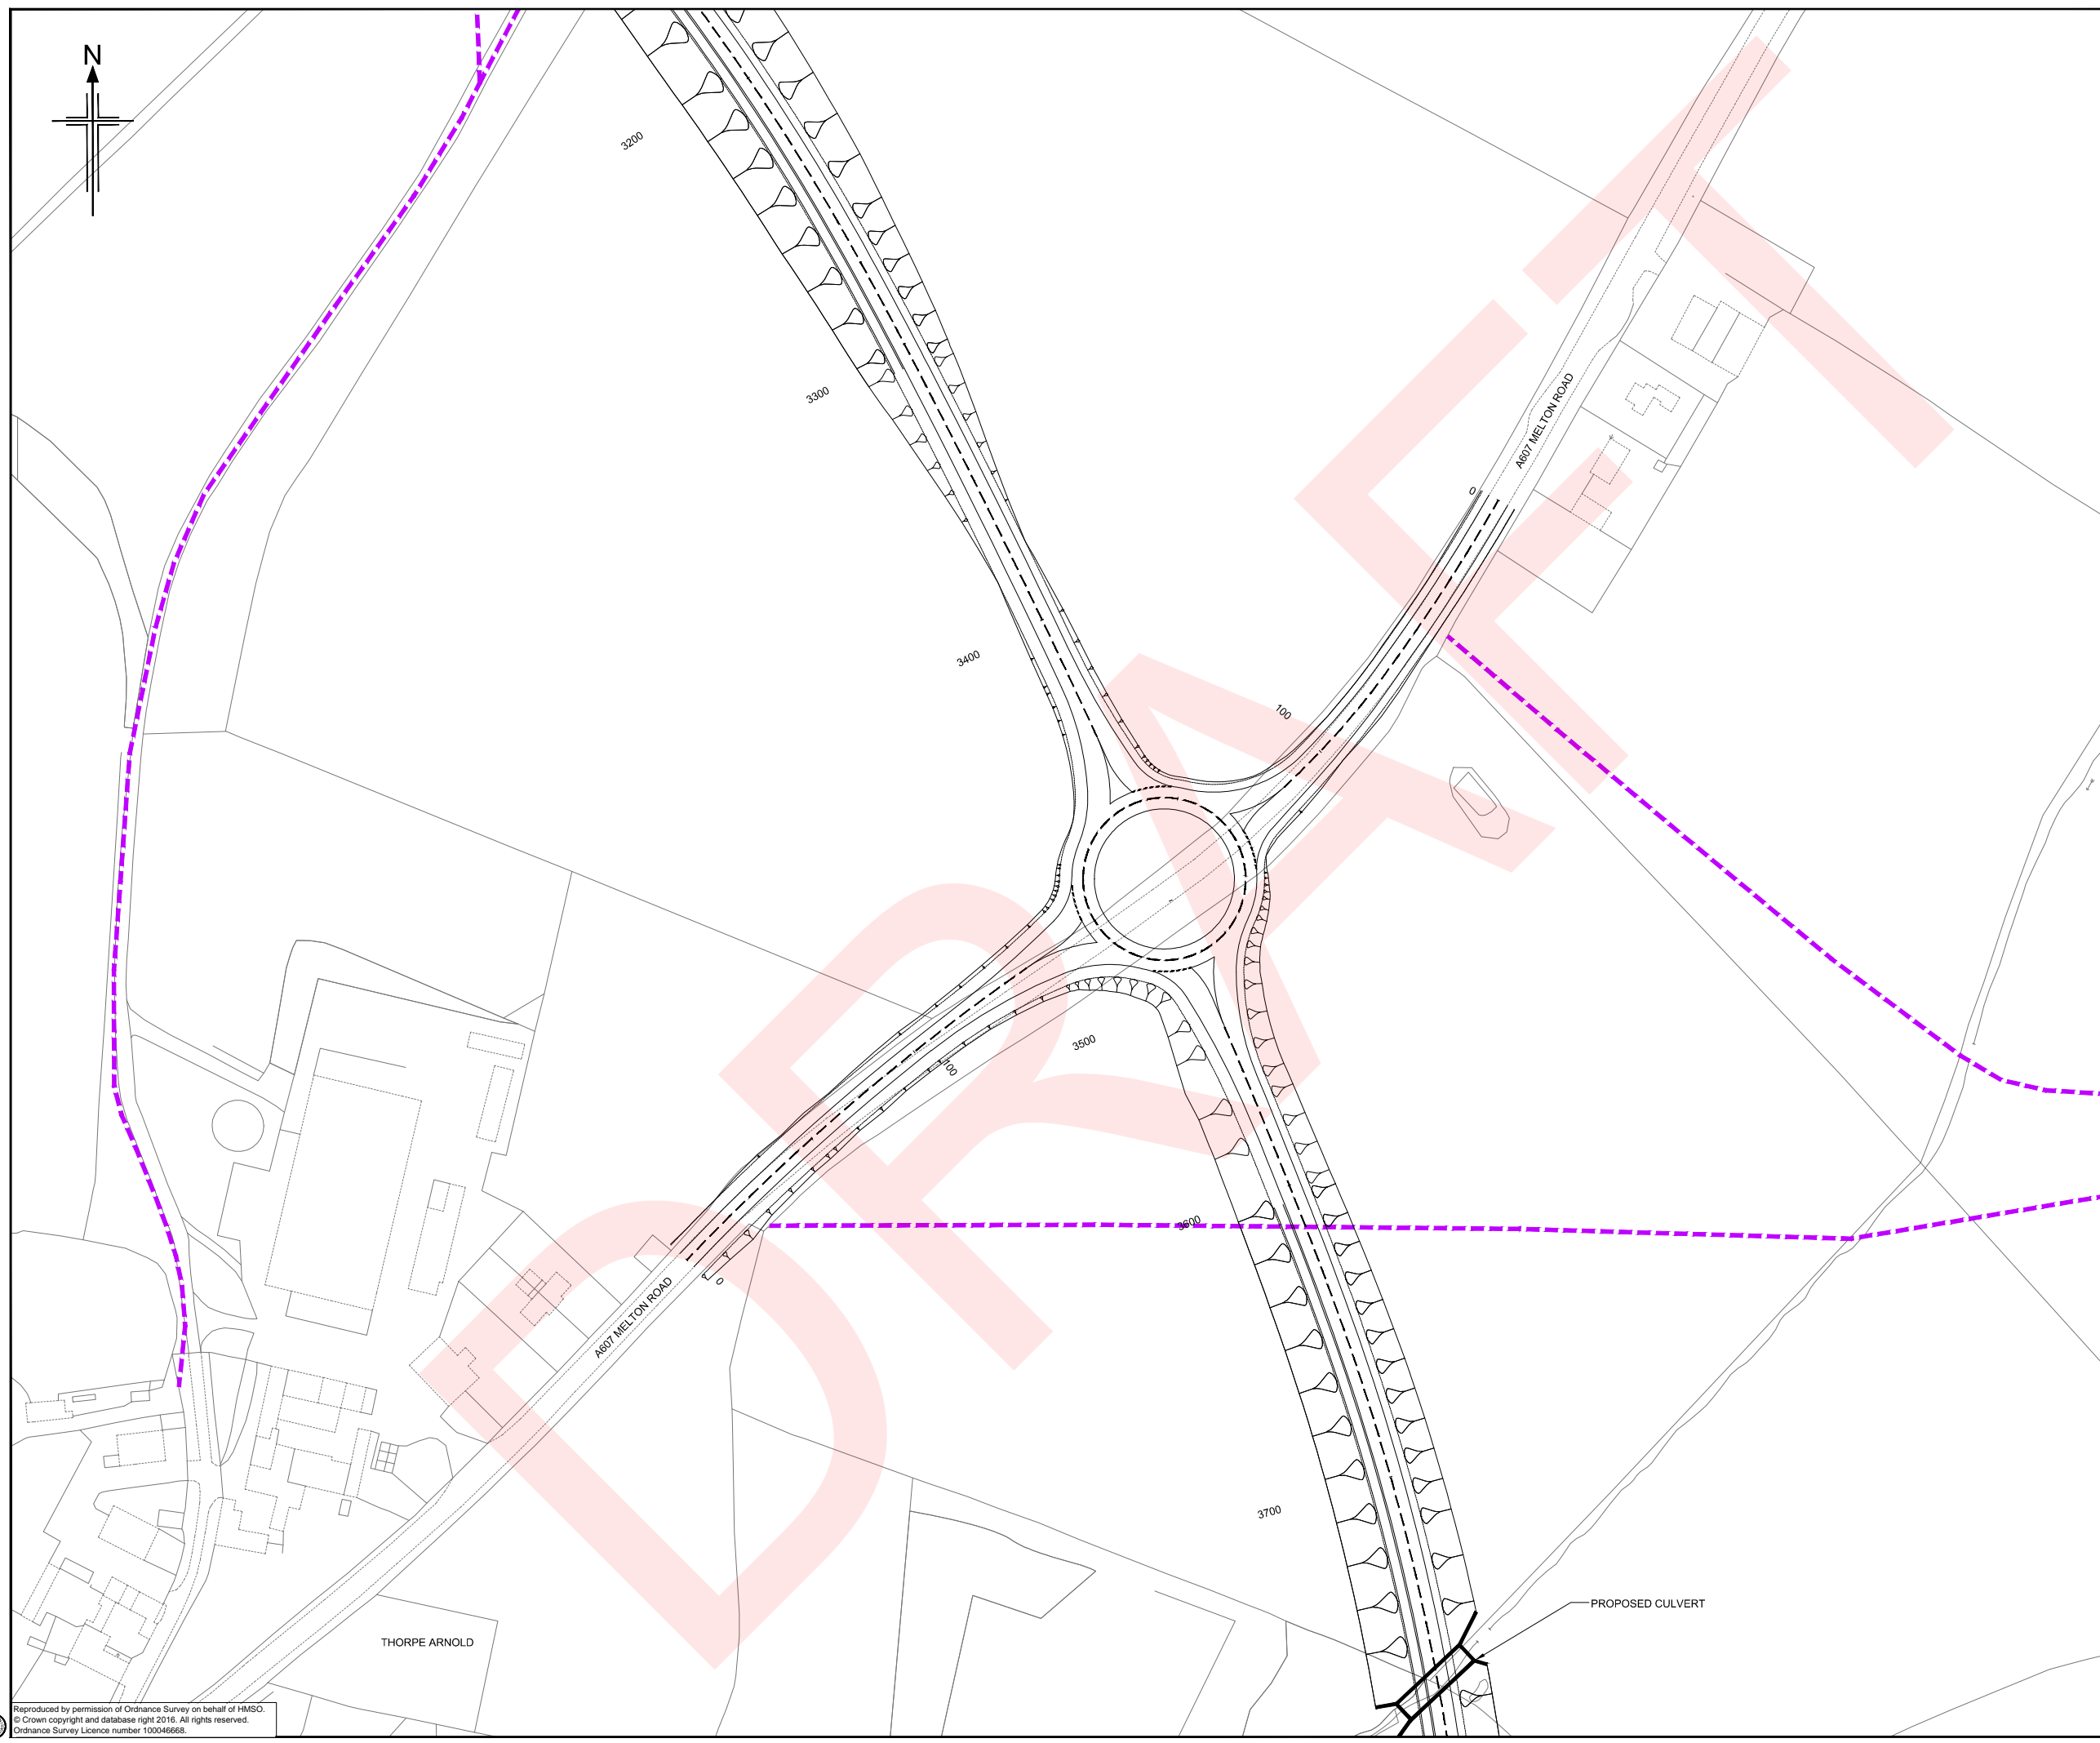 N
3200
3300
A607 MELTON ROAD
0
3400
100
3500
100
3600
0
A607 MELTON ROAD
3700
PROPOSED CULVERT
THORPE ARNOLD
DRAFT
Reproduced by permission of Ordnance Survey on behalf of HMSO.
© Crown copyright and database right 2016. All rights reserved.
Ordnance Survey Licence number 100046668.